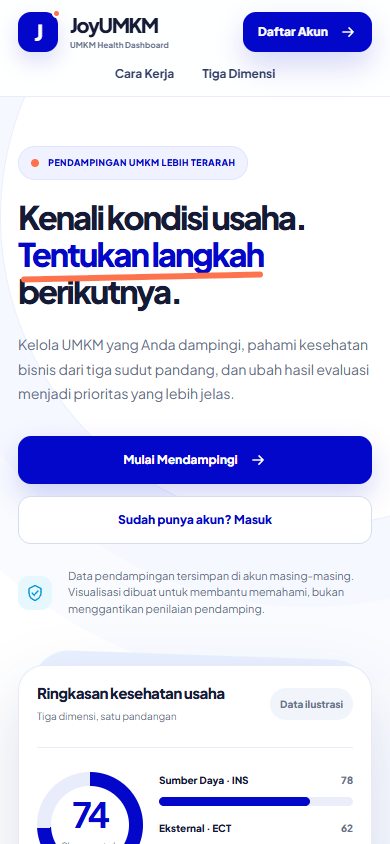 J
JoyUMKM
UMKM Health Dashboard
Daftar Akun →
Cara Kerja
Tiga Dimensi
PENDAMPINGAN UMKM LEBIH TERARAH
Kenali kondisi usaha.
Tentukan langkah
berikutnya.
Kelola UMKM yang Anda dampingi, pahami kesehatan
bisnis dari tiga sudut pandang, dan ubah hasil evaluasi
menjadi prioritas yang lebih jelas.
Mulai Mendampingi →
Sudah punya akun? Masuk
Data pendampingan tersimpan di akun masing-masing.
Visualisasi dibuat untuk membantu memahami, bukan
menggantikan penilaian pendamping.
Ringkasan kesehatan usaha
Tiga dimensi, satu pandangan
Data ilustrasi
74
Sumber Daya · INS 78
Eksternal · ECT 62